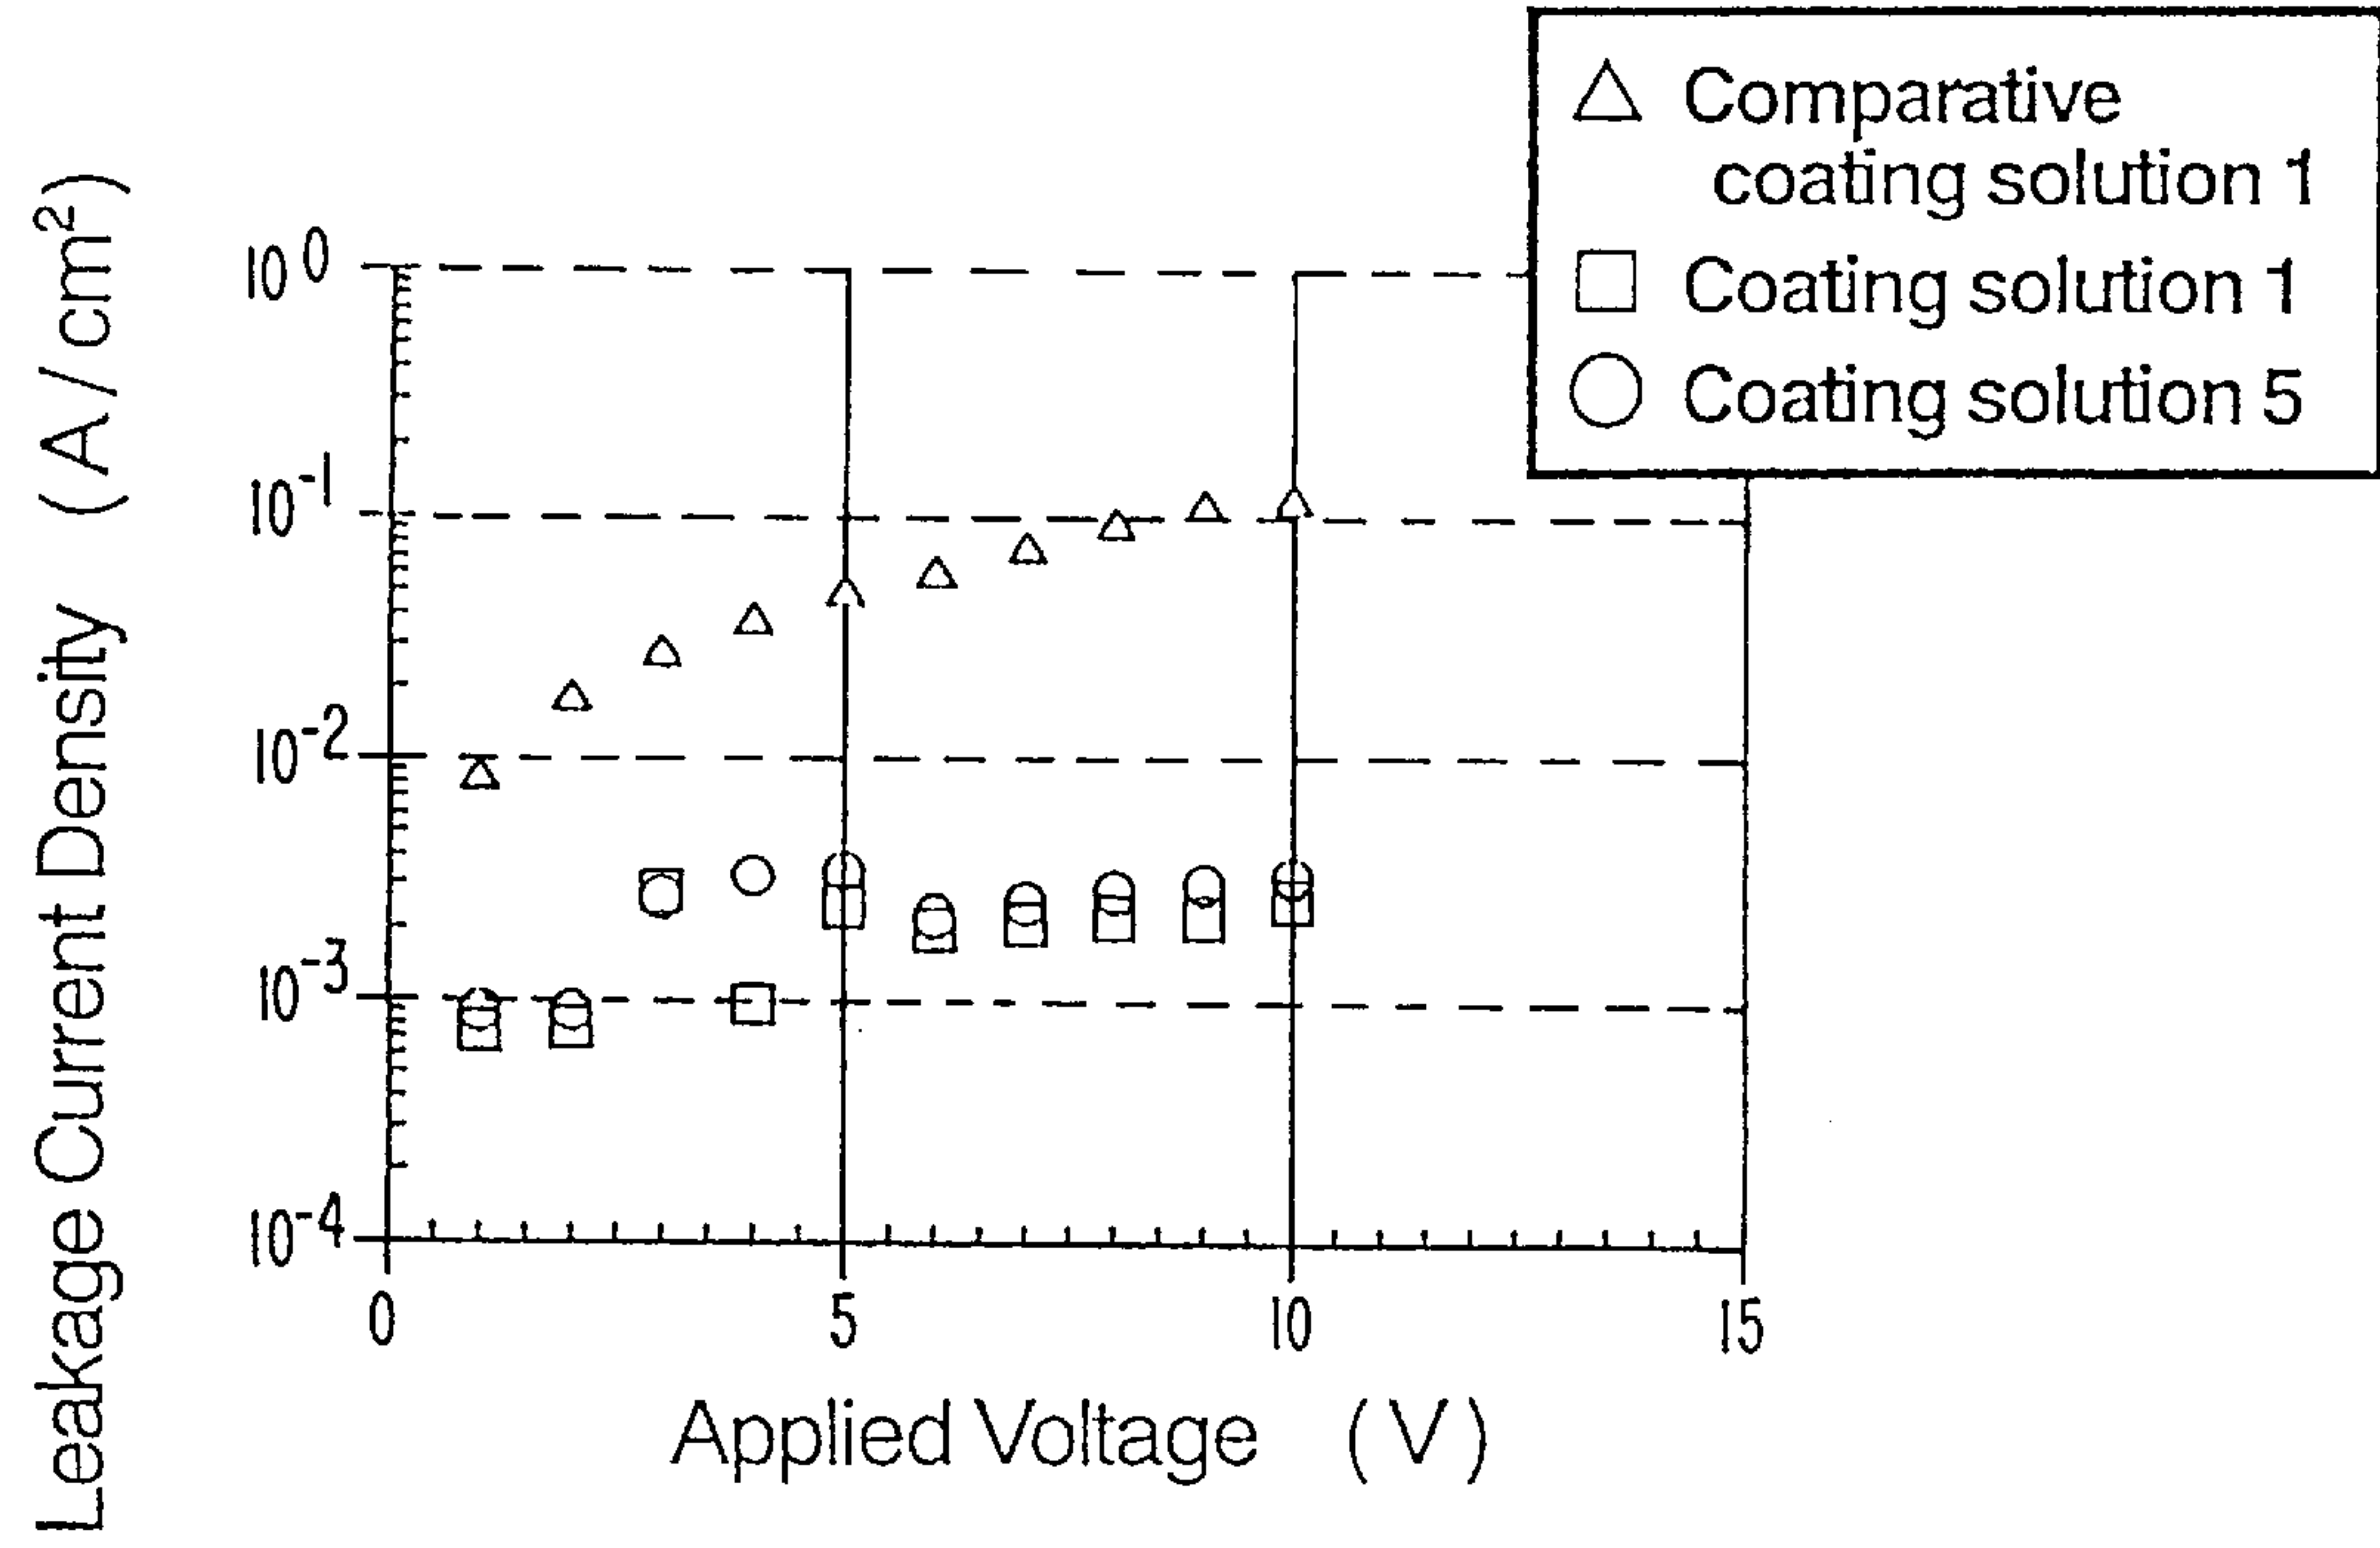 Comparative
coating solution 1
Coating solution 1
Coating solution 5
Leakage Current Density (A/cm²)
10⁰
10⁻¹
10⁻²
10⁻³
10⁻⁴
0 5 10 15
Applied Voltage (V)